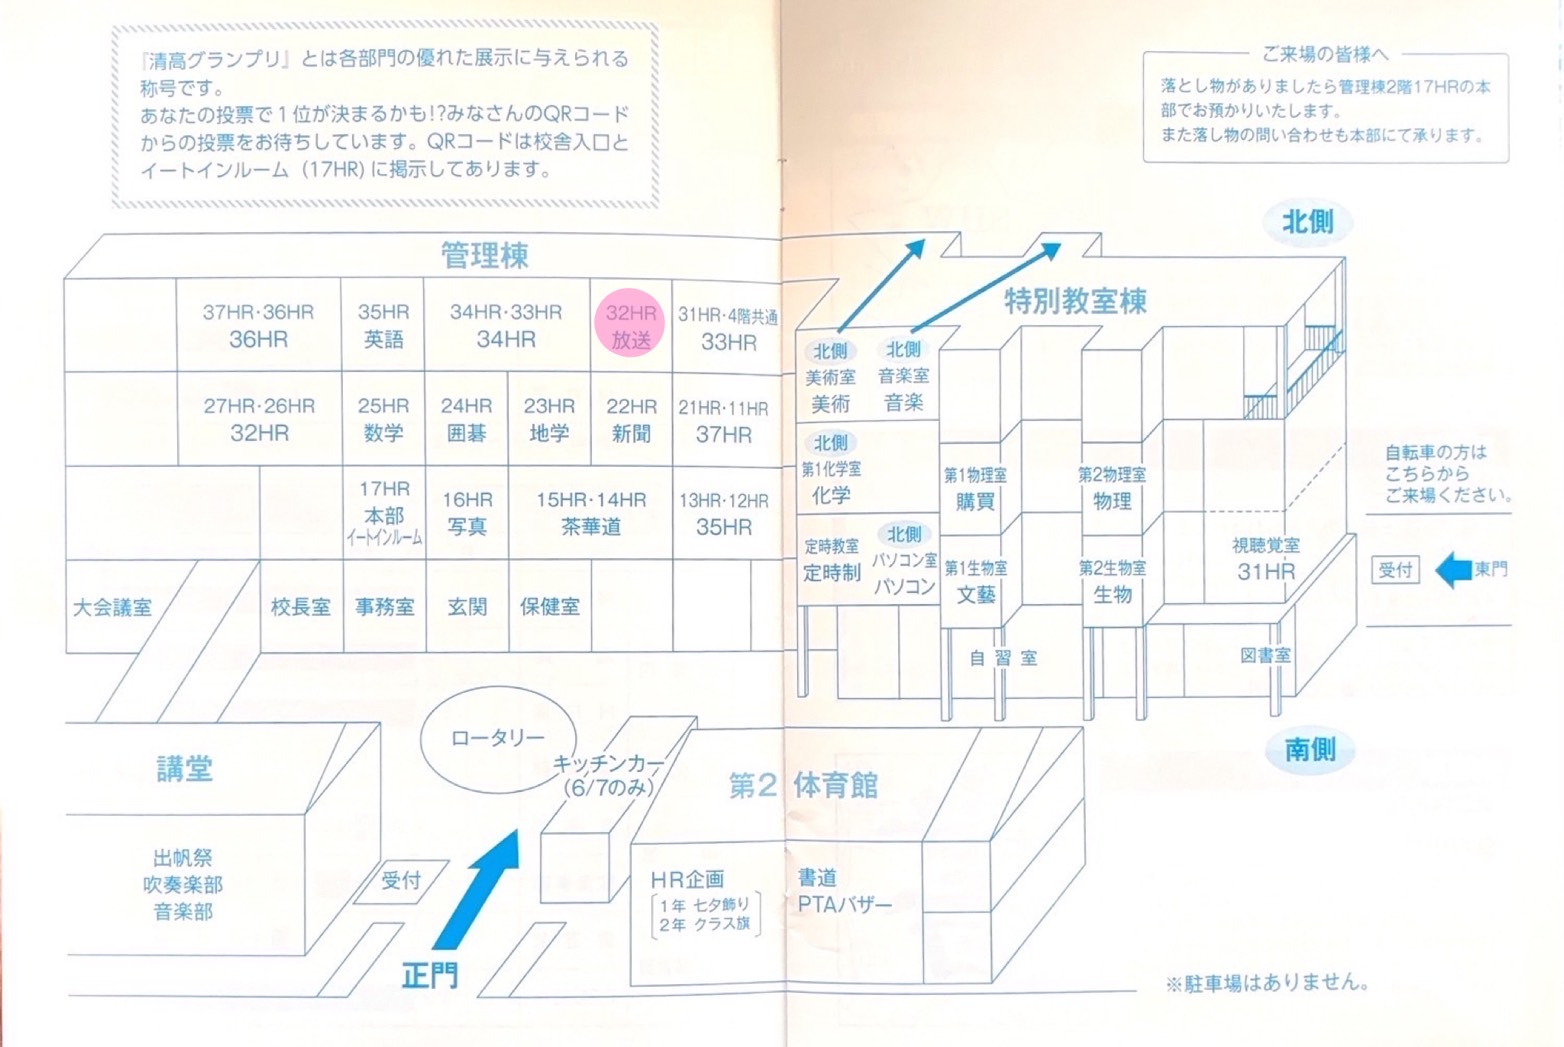 『清高グランプリ』とは各部門の優れた展示に与えられる
称号です。
あなたの投票で１位が決まるかも!?みなさんのQRコード
からの投票をお待ちしています。QRコードは校舎入口と
イートインルーム（17HR)に掲示してあります。
ご来場の皆様へ
落とし物がありましたら管理棟2階17HRの本
部でお預かりいたします。
また落し物の問い合わせも本部にて承ります。
北側
管理棟
37HR･36HR
36HR
35HR
英語
34HR･33HR
34HR
32HR
放送
31HR･4階共通
33HR
27HR･26HR
32HR
25HR
数学
24HR
囲碁
23HR
地学
22HR
新聞
21HR･11HR
37HR
17HR
本部
イートインルーム
16HR
写真
15HR･14HR
茶華道
13HR･12HR
35HR
大会議室
校長室
事務室
玄関
保健室
特別教室棟
北側
美術室
美術
北側
音楽室
音楽
北側
第1化学室
化学
第1物理室
購買
第2物理室
物理
定時教室
定時制
北側
パソコン室
パソコン
第1生物室
文藝
第2生物室
生物
視聴覚室
31HR
自習室
図書室
自転車の方は
こちらから
ご来場ください。
受付
東門
南側
講堂
出帆祭
吹奏楽部
音楽部
ロータリー
キッチンカー
(6/7のみ)
受付
正門
第2 体育館
HR企画
1年 七夕飾り
2年 クラス旗
書道
PTAバザー
※駐車場はありません。